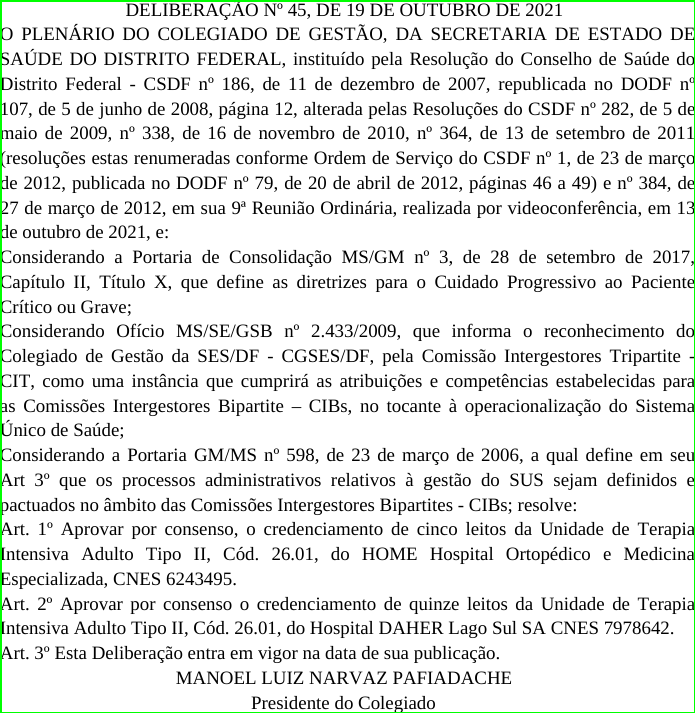 DELIBERAÇÃO Nº 45, DE 19 DE OUTUBRO DE 2021
O PLENÁRIO DO COLEGIADO DE GESTÃO, DA SECRETARIA DE ESTADO DE
SAÚDE DO DISTRITO FEDERAL, instituído pela Resolução do Conselho de Saúde do
Distrito Federal - CSDF nº 186, de 11 de dezembro de 2007, republicada no DODF nº
107, de 5 de junho de 2008, página 12, alterada pelas Resoluções do CSDF nº 282, de 5 de
maio de 2009, nº 338, de 16 de novembro de 2010, nº 364, de 13 de setembro de 2011
(resoluções estas renumeradas conforme Ordem de Serviço do CSDF nº 1, de 23 de março
de 2012, publicada no DODF nº 79, de 20 de abril de 2012, páginas 46 a 49) e nº 384, de
27 de março de 2012, em sua 9ª Reunião Ordinária, realizada por videoconferência, em 13
de outubro de 2021, e:
Considerando a Portaria de Consolidação MS/GM nº 3, de 28 de setembro de 2017,
Capítulo II, Título X, que define as diretrizes para o Cuidado Progressivo ao Paciente
Crítico ou Grave;
Considerando Ofício MS/SE/GSB nº 2.433/2009, que informa o reconhecimento do
Colegiado de Gestão da SES/DF - CGSES/DF, pela Comissão Intergestores Tripartite -
CIT, como uma instância que cumprirá as atribuições e competências estabelecidas para
as Comissões Intergestores Bipartite – CIBs, no tocante à operacionalização do Sistema
Único de Saúde;
Considerando a Portaria GM/MS nº 598, de 23 de março de 2006, a qual define em seu
Art 3º que os processos administrativos relativos à gestão do SUS sejam definidos e
pactuados no âmbito das Comissões Intergestores Bipartites - CIBs; resolve:
Art. 1º Aprovar por consenso, o credenciamento de cinco leitos da Unidade de Terapia
Intensiva Adulto Tipo II, Cód. 26.01, do HOME Hospital Ortopédico e Medicina
Especializada, CNES 6243495.
Art. 2º Aprovar por consenso o credenciamento de quinze leitos da Unidade de Terapia
Intensiva Adulto Tipo II, Cód. 26.01, do Hospital DAHER Lago Sul SA CNES 7978642.
Art. 3º Esta Deliberação entra em vigor na data de sua publicação.
MANOEL LUIZ NARVAZ PAFIADACHE
Presidente do Colegiado